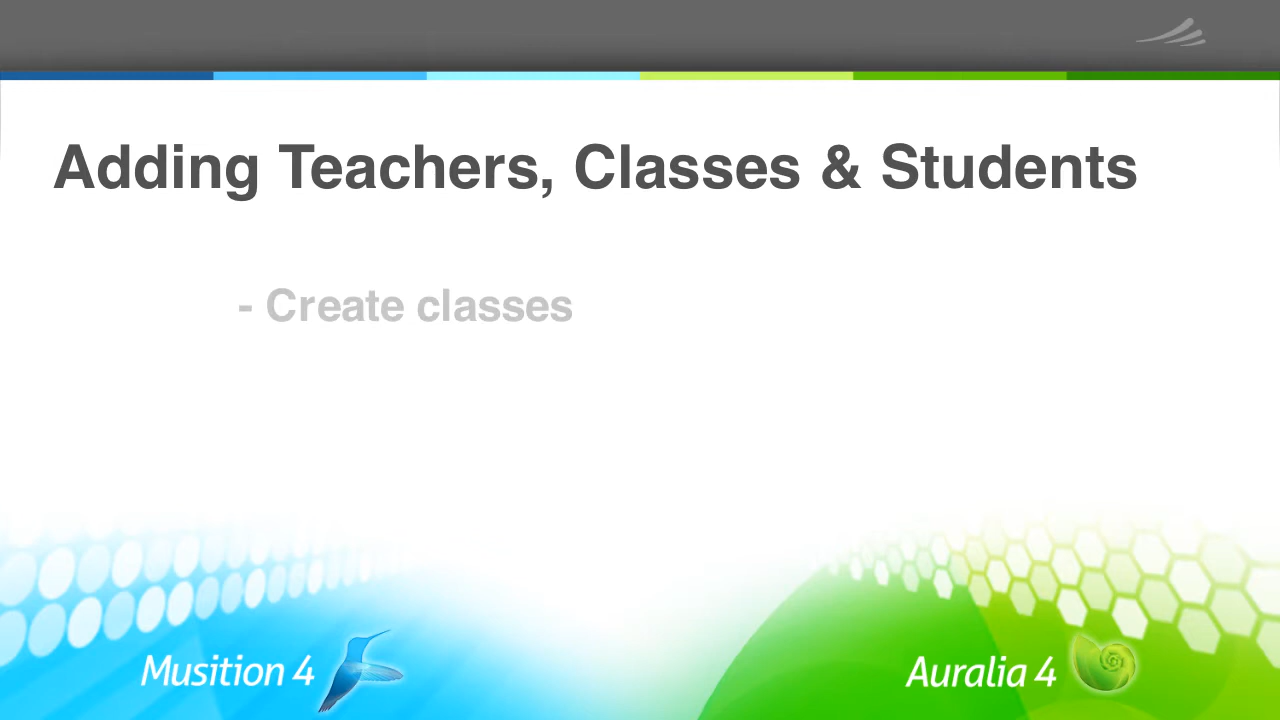 Adding Teachers, Classes & Students
- Create classes
Musition 4
Auralia 4